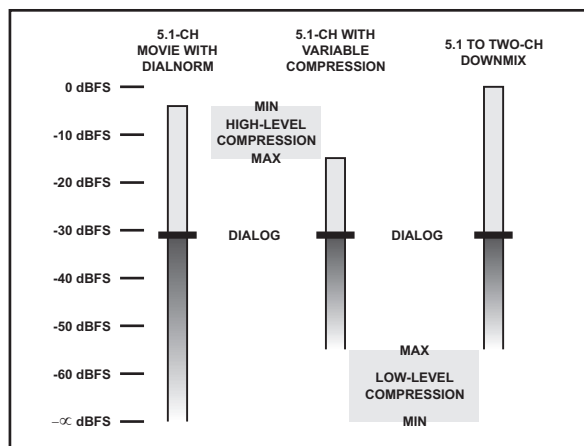 5.1-CH
MOVIE WITH
DIALNORM
5.1-CH WITH
VARIABLE
COMPRESSION
5.1 TO TWO-CH
DOWNMIX
0 dBFS
-10 dBFS
-20 dBFS
-30 dBFS
-40 dBFS
-50 dBFS
-60 dBFS
–∝ dBFS
MIN
HIGH-LEVEL
COMPRESSION
MAX
DIALOG
DIALOG
MAX
LOW-LEVEL
COMPRESSION
MIN